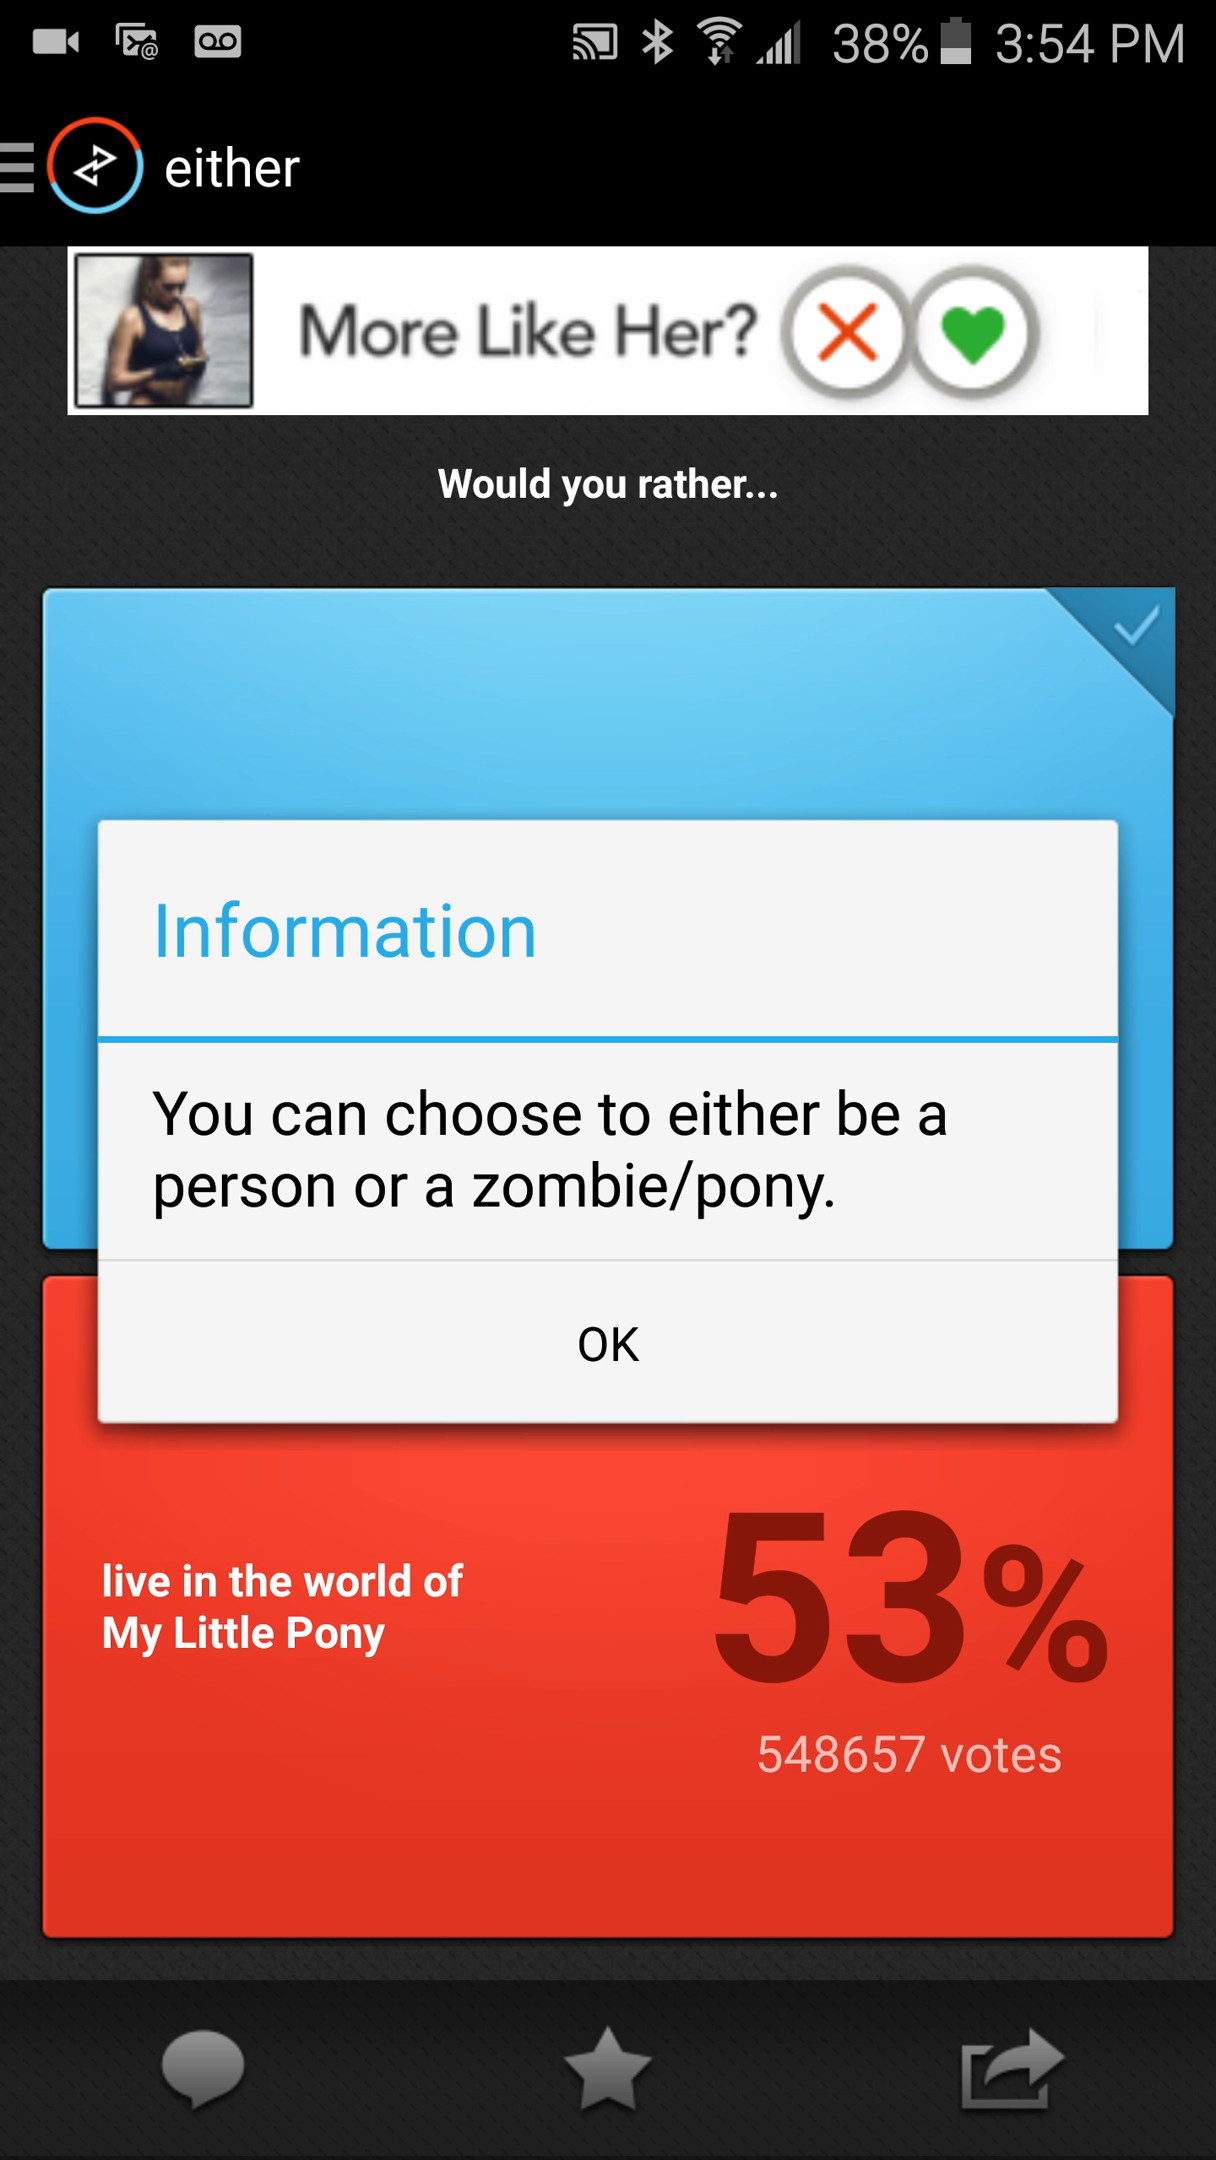 38% 3:54 PM
either
More Like Her?
Would you rather...
Information
You can choose to either be a
person or a zombie/pony.
OK
live in the world of
My Little Pony
53%
548657 votes